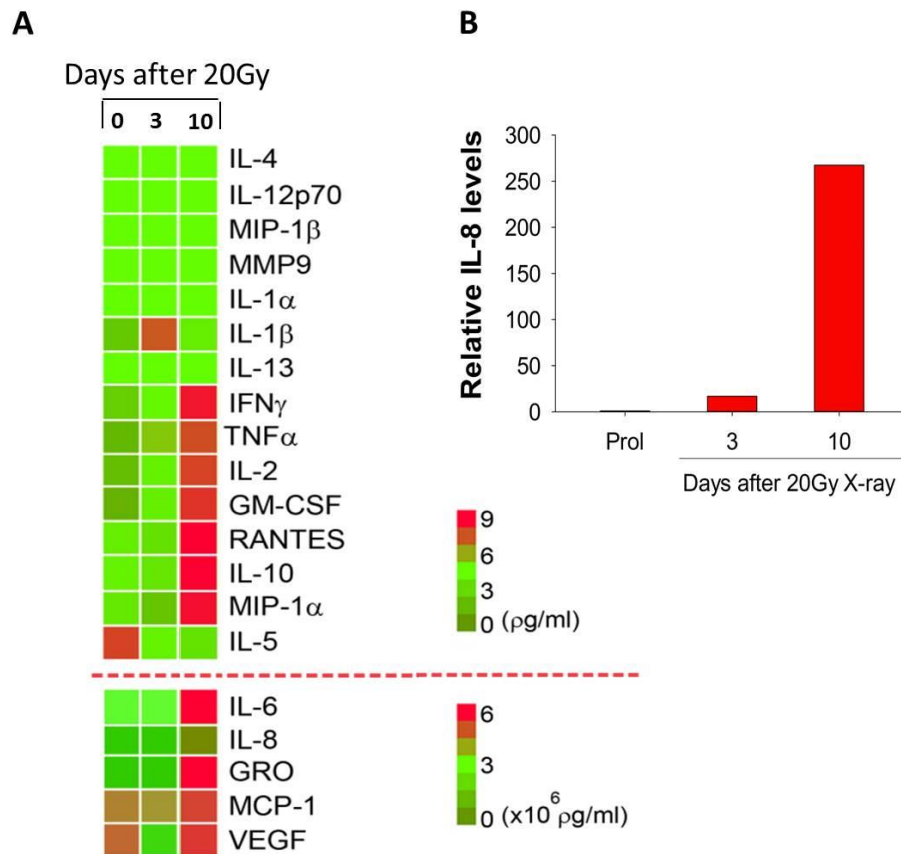 A
Days after 20Gy
0 3 10
IL-4
IL-12p70
MIP-1β
MMP9
IL-1α
IL-1β
IL-13
IFNγ
TNFα
IL-2
GM-CSF
RANTES
IL-10
MIP-1α
IL-5
IL-6
IL-8
GRO
MCP-1
VEGF
9
6
3
0 (ρg/ml)
6
3
0 (x10⁶ρg/ml)
B
Relative IL-8 levels
300
250
200
150
100
50
0
Prol 3 10
Days after 20Gy X-ray